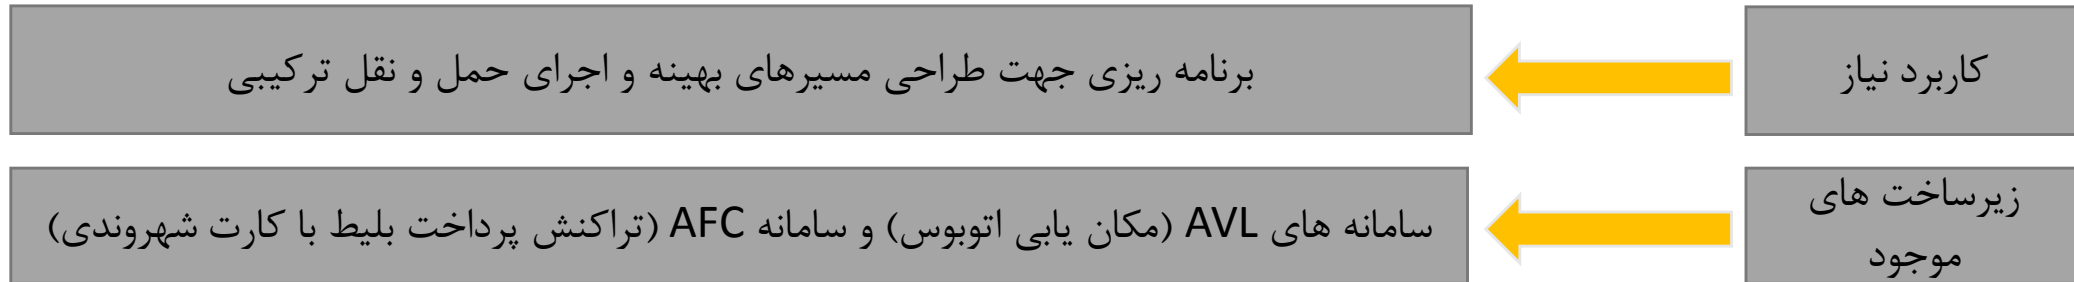 کاربرد نیاز
برنامه ریزی جهت طراحی مسیرهای بهینه و اجرای حمل و نقل ترکیبی
زیرساخت های
موجود
سامانه های AVL (مکان یابی اتوبوس) و سامانه AFC (تراکنش پرداخت بلیط با کارت شهروندی)